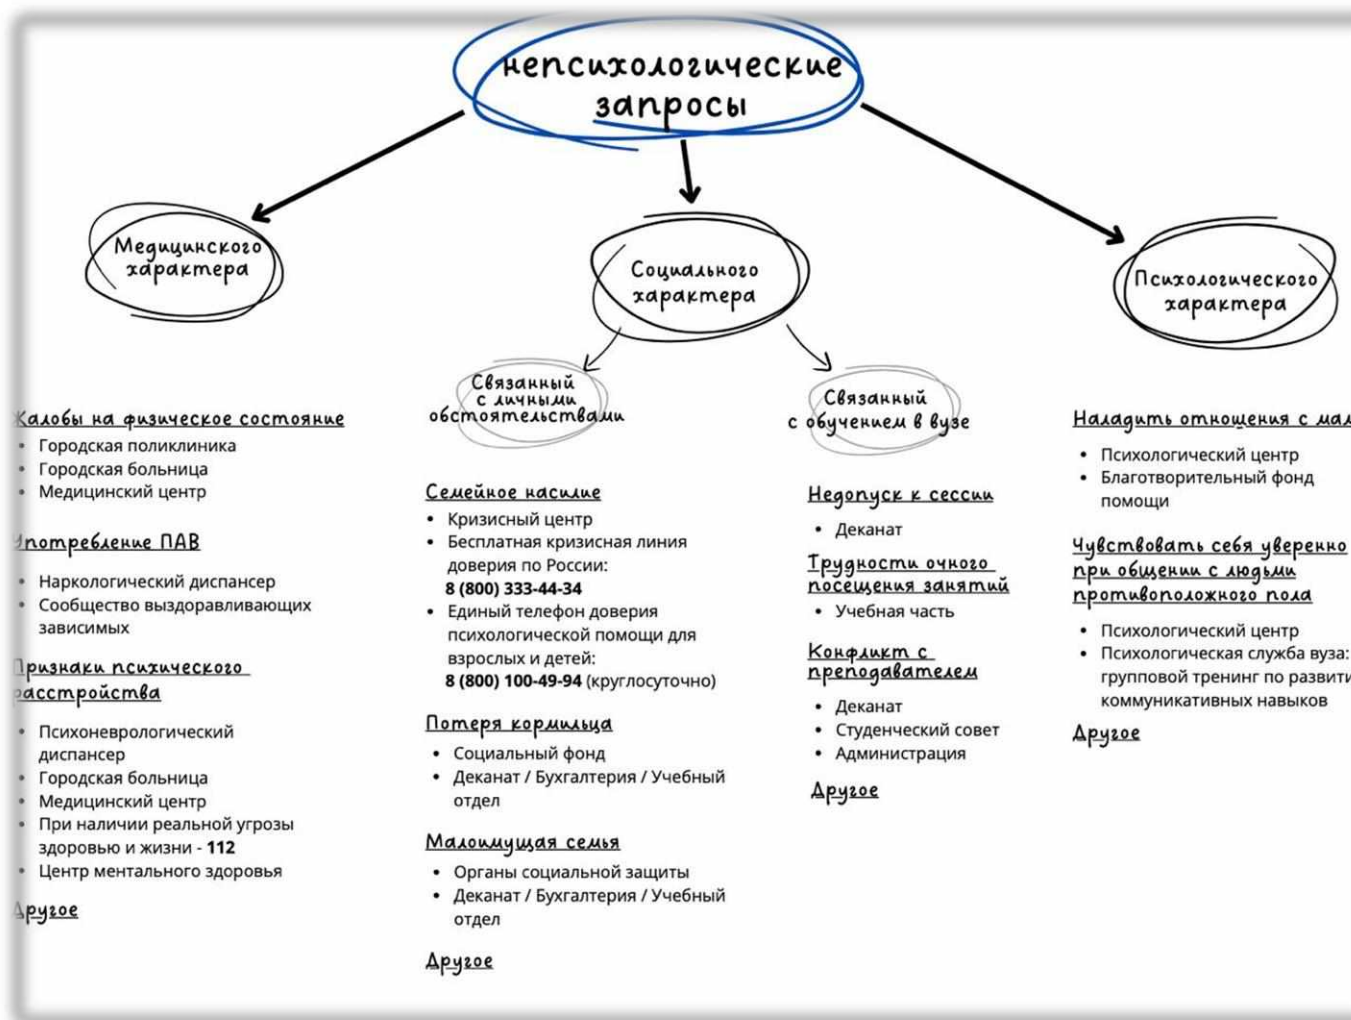 непсихологические
запросы
Медицинского
характера
Социального
характера
Психологического
характера
Связанный
с личными
обстоятельствами
Связанный
с обучением в вузе
Жалобы на физическое состояние
• Городская поликлиника
• Городская больница
• Медицинский центр
Употребление ПАВ
• Наркологический диспансер
• Сообщество выздоравливающих
зависимых
Признаки психического
расстройства
• Психоневрологический
диспансер
• Городская больница
• Медицинский центр
• При наличии реальной угрозы
здоровью и жизни - 112
• Центр ментального здоровья
Другое
Семейное насилие
• Кризисный центр
• Бесплатная кризисная линия
доверия по России:
8 (800) 333-44-34
• Единый телефон доверия
психологической помощи для
взрослых и детей:
8 (800) 100-49-94 (круглосуточно)
Потеря кормильца
• Социальный фонд
• Деканат / Бухгалтерия / Учебный
отдел
Малоимущая семья
• Органы социальной защиты
• Деканат / Бухгалтерия / Учебный
отдел
Другое
Недопуск к сессии
• Деканат
Трудности очного
посещения занятий
• Учебная часть
Конфликт с
преподавателем
• Деканат
• Студенческий совет
• Администрация
Другое
Наладить отношения с
• Психологический центр
• Благотворительный фонд
помощи
Чувствовать себя уверенно
при общении с людьми
противоположного пола
• Психологический центр
• Психологическая служба вуза:
групповой тренинг по
коммуникативных навыков
Другое